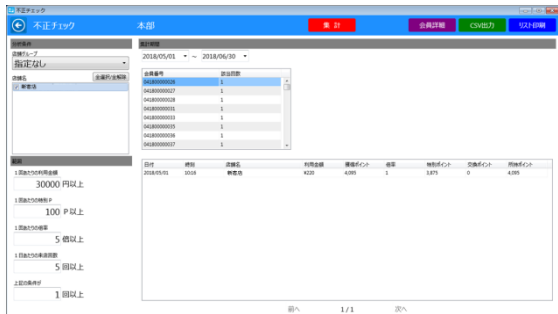 不正チェック
不正チェック
本部
集 計
会員詳細
CSV出力
リスト印刷
店舗グループ
指定なし
店舗名
全選択/全解除
新宿店
集計期間
2018/05/01 ～ 2018/06/30
会員番号 該当回数
041800000026 1
041800000027 1
041800000028 1
041800000031 1
041800000033 1
041800000035 1
041800000036 1
041800000037 1
範囲
1回あたりの利用金額
30000 円以上
1回あたりの特別P
100 P以上
1回あたりの倍率
5 倍以上
1日あたりの来店回数
5 回以上
上記の条件が
1 回以上
日付 時刻 店舗名 利用金額 獲得ポイント 倍率 特別ポイント 交換ポイント 所持ポイント
2018/05/01 10:16 新宿店 ¥220 4,095 1 3,875 0 4,095
前へ 1/1 次へ